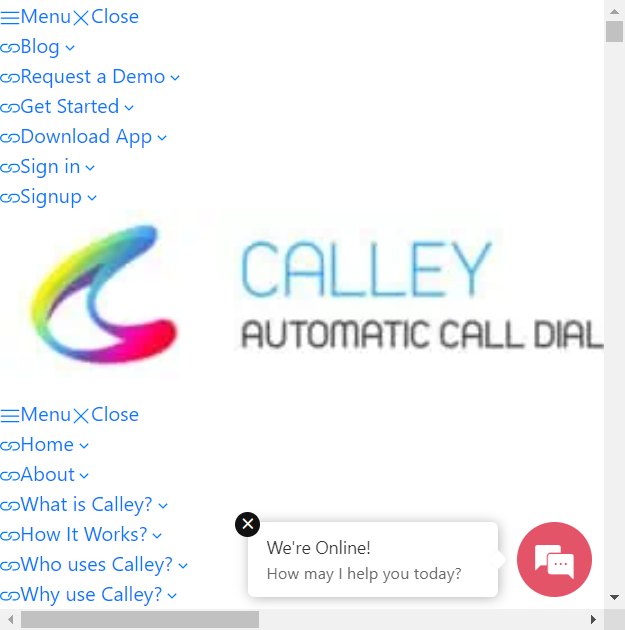 Menu Close
Blog
Request a Demo
Get Started
Download App
Sign in
Signup
CALLEY
AUTOMATIC CALL DIAL
Menu Close
Home
About
What is Calley?
How It Works?
Who uses Calley?
Why use Calley?
We're Online!
How may I help you today?